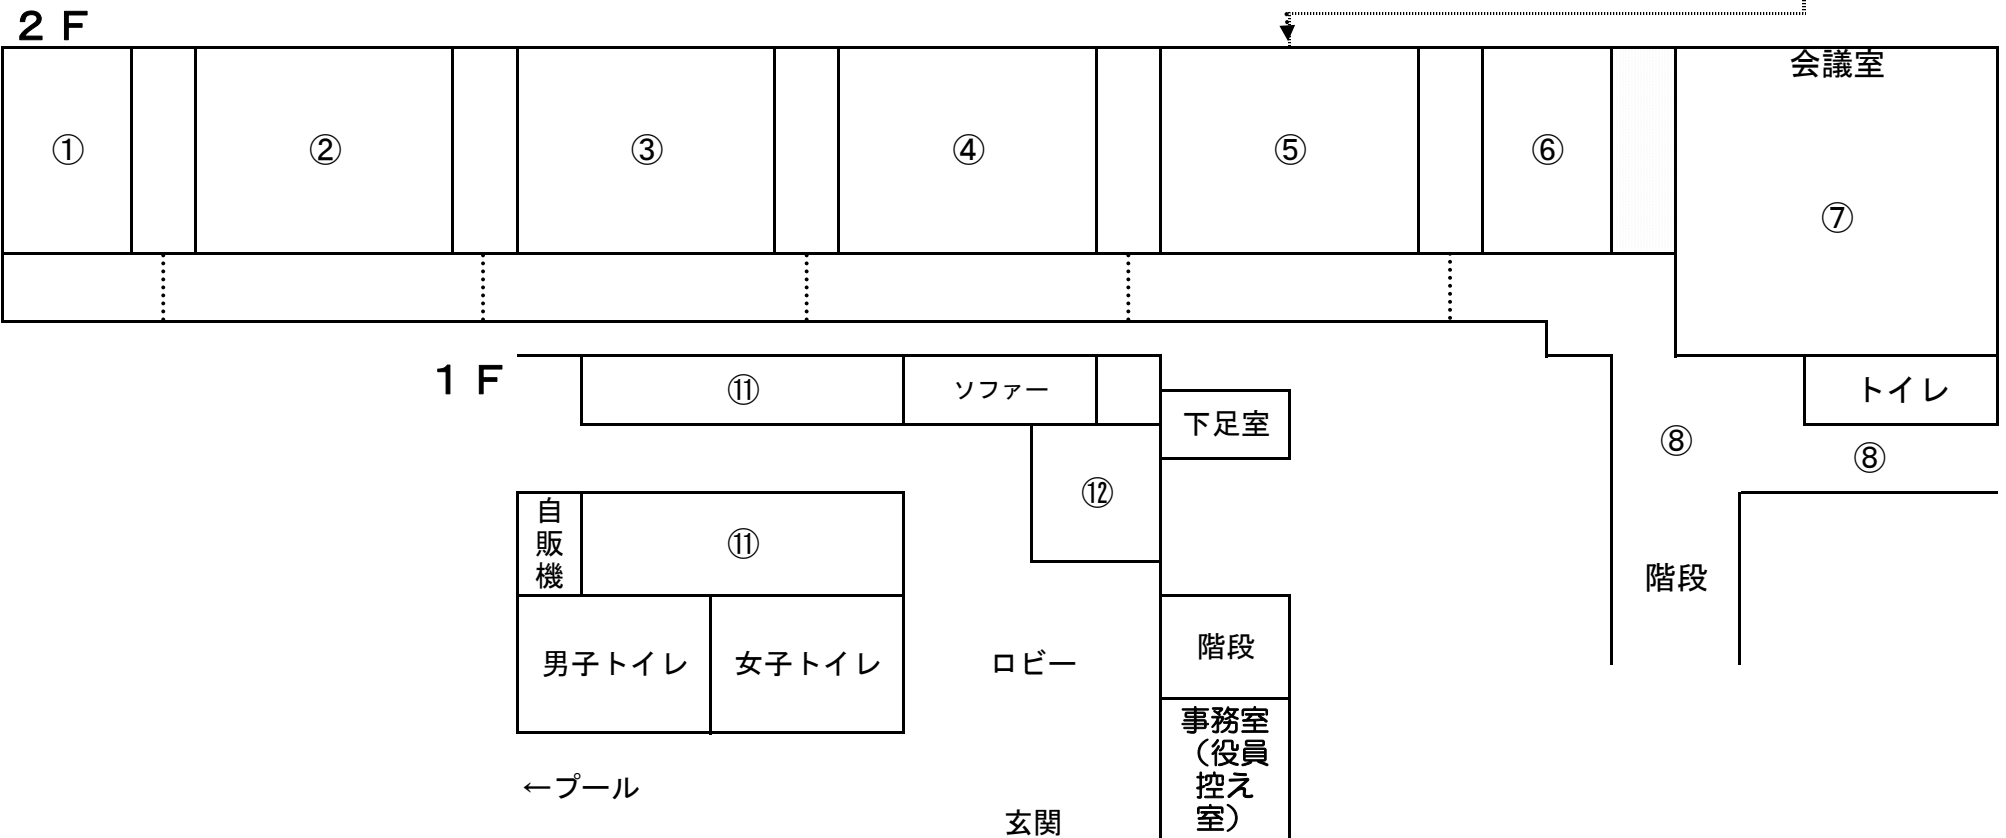 ２Ｆ
会議室
①
②
③
④
⑤
⑥
⑦
１Ｆ
⑪
ソファー
下足室
トイレ
⑧
⑧
⑫
自
販
機
⑪
階段
男子トイレ
女子トイレ
ロビー
階段
事務室
（役員
控え
室）
←プール
玄関